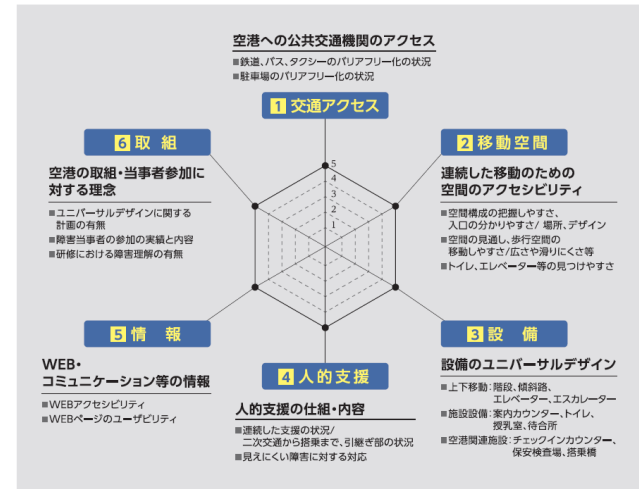 空港への公共交通機関のアクセス
■鉄道、バス、タクシーのバリアフリー化の状況
■駐車場のバリアフリー化の状況
1 交通アクセス
6 取 組
空港の取組・当事者参加に
対する理念
■ユニバーサルデザインに関する
計画の有無
■障害当事者の参加の実績と内容
■研修における障害理解の有無
2 移動空間
連続した移動のための
空間のアクセシビリティ
■空間構成の把握しやすさ、
入口の分かりやすさ/ 場所、デザイン
■空間の見通し、歩行空間の
移動しやすさ/広さや滑りにくさ等
■トイレ、エレベーター等の見つけやすさ
5
4
3
2
1
5 情 報
WEB・
コミュニケーション等の情報
■WEBアクセシビリティ
■WEBページのユーザビリティ
4 人的支援
人的支援の仕組・内容
■連続した支援の状況/
二次交通から搭乗まで、引継ぎ部の状況
■見えにくい障害に対する対応
3 設 備
設備のユニバーサルデザイン
■上下移動:階段、傾斜路、
エレベーター、エスカレーター
■施設設備:案内カウンター、トイレ、
授乳室、待合所
■空港関連施設:チェックインカウンター、
保安検査場、搭乗橋